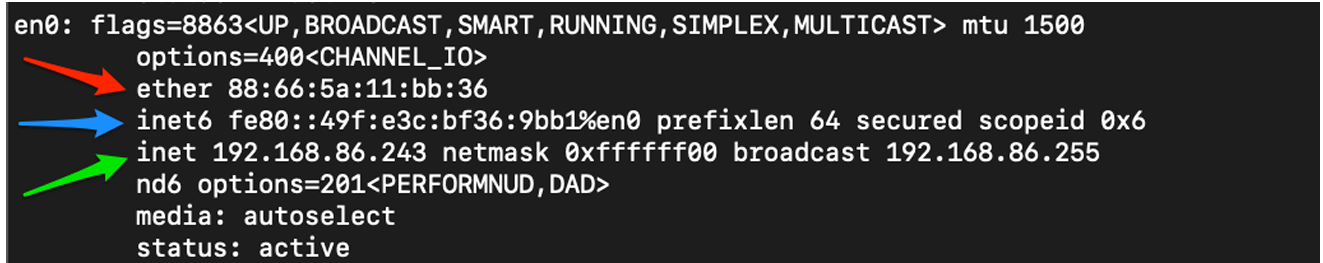 en0: flags=8863<UP,BROADCAST,SMART,RUNNING,SIMPLEX,MULTICAST> mtu 1500
options=400<CHANNEL_IO>
ether 88:66:5a:11:bb:36
inet6 fe80::49f:e3c:bf36:9bb1%en0 prefixlen 64 secured scopeid 0x6
inet 192.168.86.243 netmask 0xffffff00 broadcast 192.168.86.255
nd6 options=201<PERFORMNUD,DAD>
media: autoselect
status: active